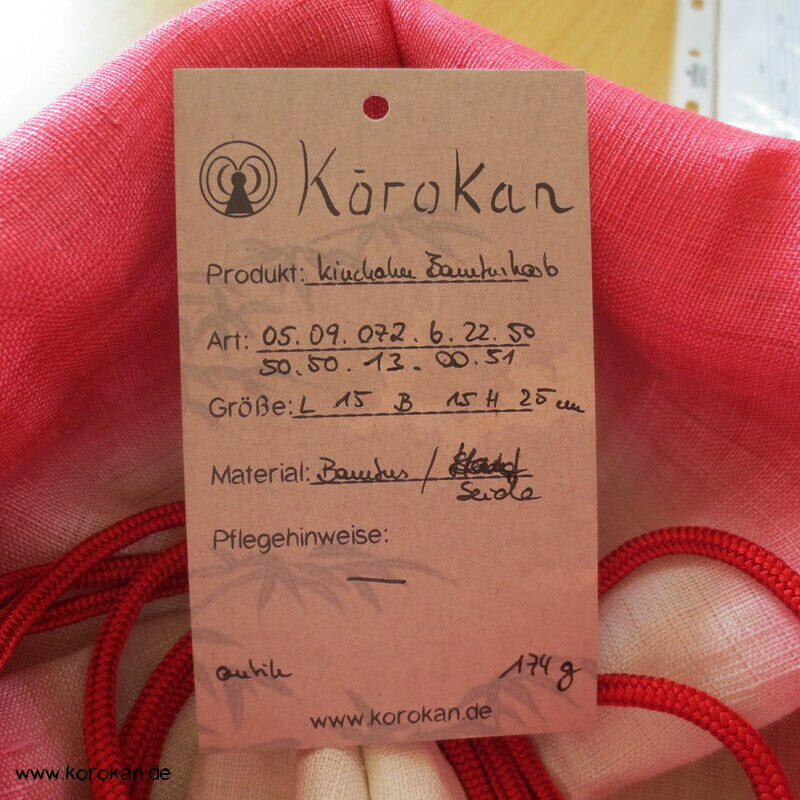 Kōrokan
Produkt: kinchaku Bambuskorb
Art: 05.09.072.6.22.50
50.50.13.00.51
Größe: L 15 B 15 H 25 cm
Material: Bambus /
Seide
Pflegehinweise:
—
antik 174 g
www.korokan.de
www.korokan.de